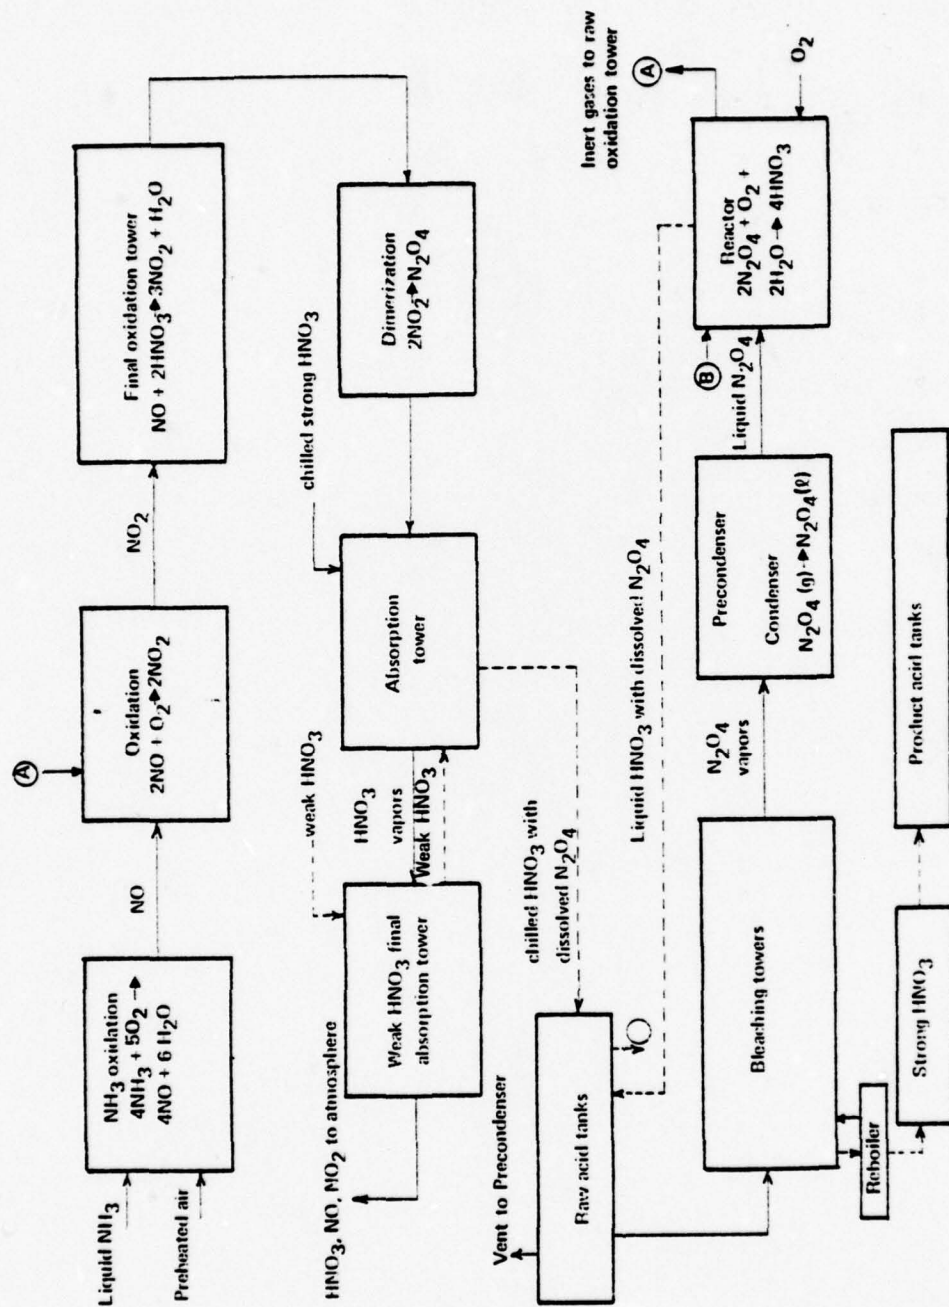 Liquid NH3
Preheated air
NH3 oxidation
4NH3 + 5O2 →
4NO + 6 H2O
NO
A
Oxidation
2NO + O2→2NO2
NO2
Final oxidation tower
NO + 2HNO3→3NO2 + H2O
HNO3, NO, NO2 to atmosphere
weak HNO3
Weak HNO3 final
absorption tower
HNO3
vapors
Weak HNO3
chilled strong HNO3
Absorption
tower
Dimerization
2NO2→N2O4
Vent to Precondenser
Raw acid tanks
chilled HNO3 with
dissolved N2O4
Liquid HNO3 with dissolved N2O4
Inert gases to raw
oxidation tower
A
Bleaching towers
N2O4
vapors
Precondenser
Condenser
N2O4 (g)→N2O4(ℓ)
B
Liquid N2O4
Reactor
2N2O4 + O2 +
2H2O→ 4HNO3
O2
Reboiler
Strong HNO3
Product acid tanks